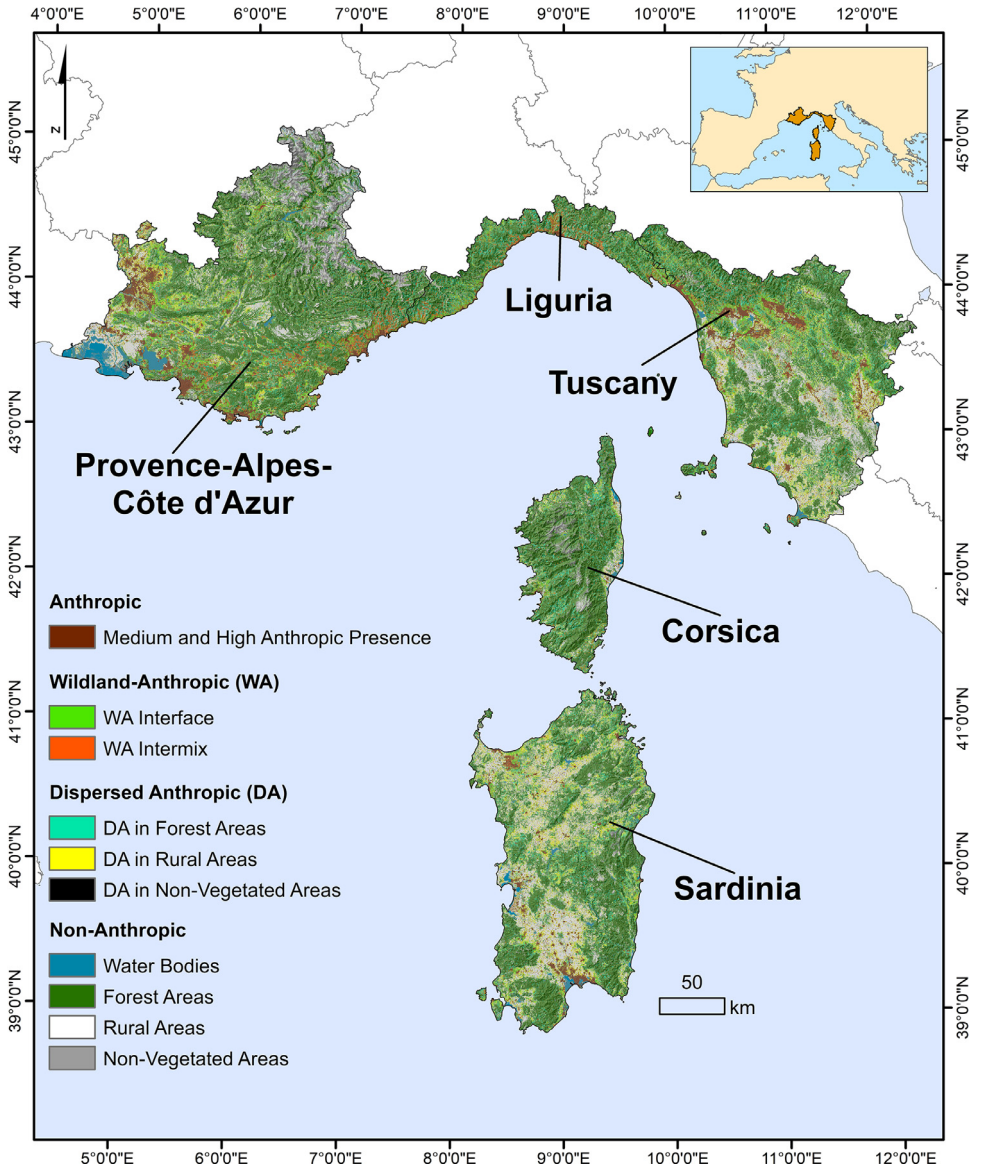 4°0'0"E 5°0'0"E 6°0'0"E 7°0'0"E 8°0'0"E 9°0'0"E 10°0'0"E 11°0'0"E 12°0'0"E
N
45°0'0"N
45°0'0"N
44°0'0"N
44°0'0"N
43°0'0"N
43°0'0"N
42°0'0"N
42°0'0"N
41°0'0"N
41°0'0"N
40°0'0"N
40°0'0"N
39°0'0"N
39°0'0"N
Liguria
Tuscany
Provence-Alpes-
Côte d'Azur
Corsica
Sardinia
Anthropic
Medium and High Anthropic Presence
Wildland-Anthropic (WA)
WA Interface
WA Intermix
Dispersed Anthropic (DA)
DA in Forest Areas
DA in Rural Areas
DA in Non-Vegetated Areas
Non-Anthropic
Water Bodies
Forest Areas
Rural Areas
Non-Vegetated Areas
50
km
5°0'0"E 6°0'0"E 7°0'0"E 8°0'0"E 9°0'0"E 10°0'0"E 11°0'0"E 12°0'0"E